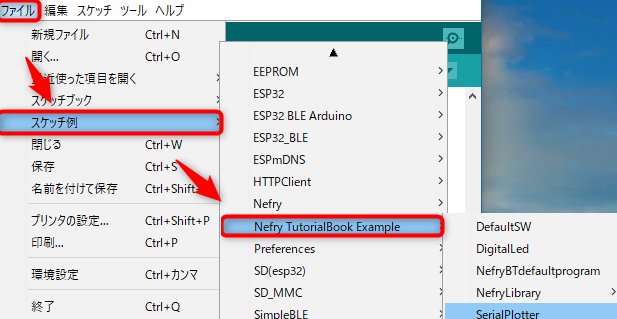 ファイル 編集 スケッチ ツール ヘルプ
新規ファイル Ctrl+N
開く... Ctrl+O
最近使った項目を開く
スケッチブック
スケッチ例
閉じる Ctrl+W
保存 Ctrl+S
名前を付けて保存 Ctrl+Shift+
プリンタの設定... Ctrl+Shift+P
印刷... Ctrl+P
環境設定 Ctrl+カンマ
終了 Ctrl+Q
EEPROM
ESP32
ESP32 BLE Arduino
ESP32_BLE
ESPmDNS
HTTPClient
Nefry
Nefry TutorialBook Example
Preferences
SD(esp32)
SD_MMC
SimpleBLE
DefaultSW
DigitalLed
NefryBTdefaultprogram
NefryLibrary
SerialPlotter